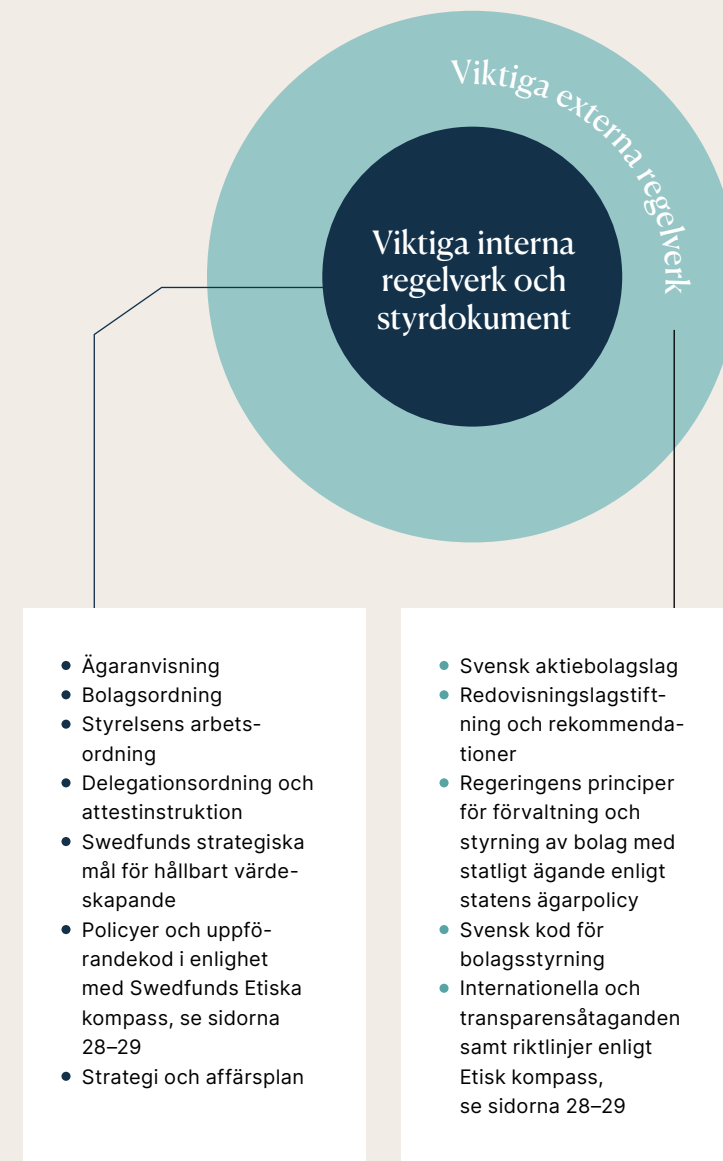 Viktiga externa regelverk
Viktiga interna
regelverk och
styrdokument
Ägaranvisning
Bolagsordning
Styrelsens arbets-
ordning
Delegationsordning och
attestinstruktion
Swedfunds strategiska
mål för hållbart värde-
skapande
Policyer och uppfö-
randekod i enlighet
med Swedfunds Etiska
kompass, se sidorna
28–29
Strategi och affärsplan
Svensk aktiebolagslag
Redovisningslagstift-
ning och rekommenda-
tioner
Regeringens principer
för förvaltning och
styrning av bolag med
statligt ägande enligt
statens ägarpolicy
Svensk kod för
bolagsstyrning
Internationella och
transparensåtaganden
samt riktlinjer enligt
Etisk kompass,
se sidorna 28–29